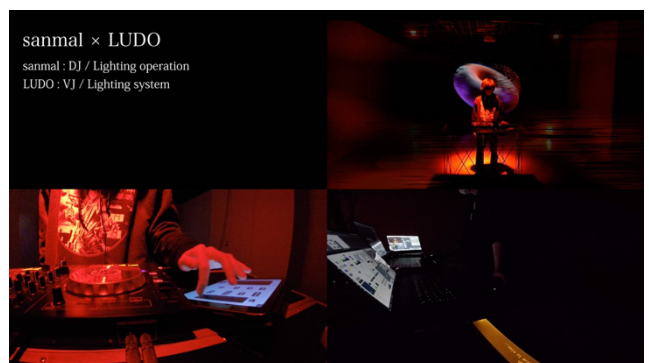 sanmal × LUDO
sanmal : DJ / Lighting operation
LUDO : VJ / Lighting system